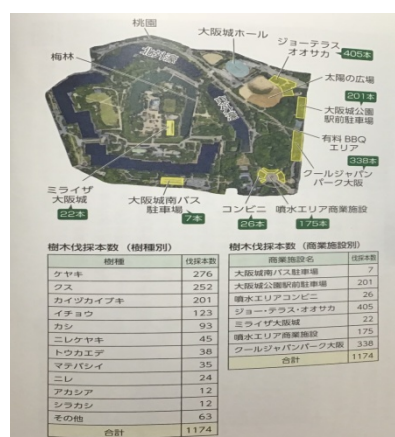 桃園
大阪城ホール
ジョーテラス
オオサカ
405本
梅林
北外濠
東外濠
太陽の広場
201本
大阪城公園
駅前駐車場
有料 BBQ
エリア
338本
クールジャパン
パーク大阪
ミライザ
大阪城
22本
大阪城南バス
駐車場
7本
コンビニ
26本
噴水エリア商業施設
175本
樹木伐採本数（樹種別）
樹種 伐採本数
ケヤキ 276
クス 252
カイヅカイブキ 201
イチョウ 123
カシ 93
ニレケヤキ 45
トウカエデ 38
マテバシイ 35
ニレ 24
アカシア 12
シラカシ 12
その他 63
合計 1174
樹木伐採本数（商業施設別）
商業施設名 伐採本数
大阪城南バス駐車場 7
大阪城公園駅前駐車場 201
噴水エリアコンビニ 26
ジョー・テラス・オオサカ 405
ミライザ大阪城 22
噴水エリア商業施設 175
クールジャパンパーク大阪 338
合計 1174